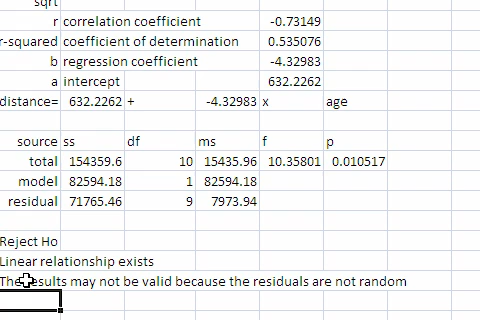 sqrt
r correlation coefficient -0.73149
r-squared coefficient of determination 0.535076
b regression coefficient -4.32983
a intercept 632.2262
distance= 632.2262 + -4.32983 x age
source ss df ms f p
total 154359.6 10 15435.96 10.35801 0.010517
model 82594.18 1 82594.18
residual 71765.46 9 7973.94
Reject Ho
Linear relationship exists
The results may not be valid because the residuals are not random